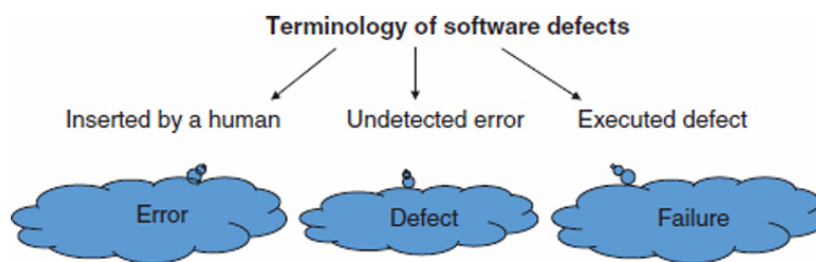 Terminology of software defects
Inserted by a human Undetected error Executed defect
Error Defect Failure